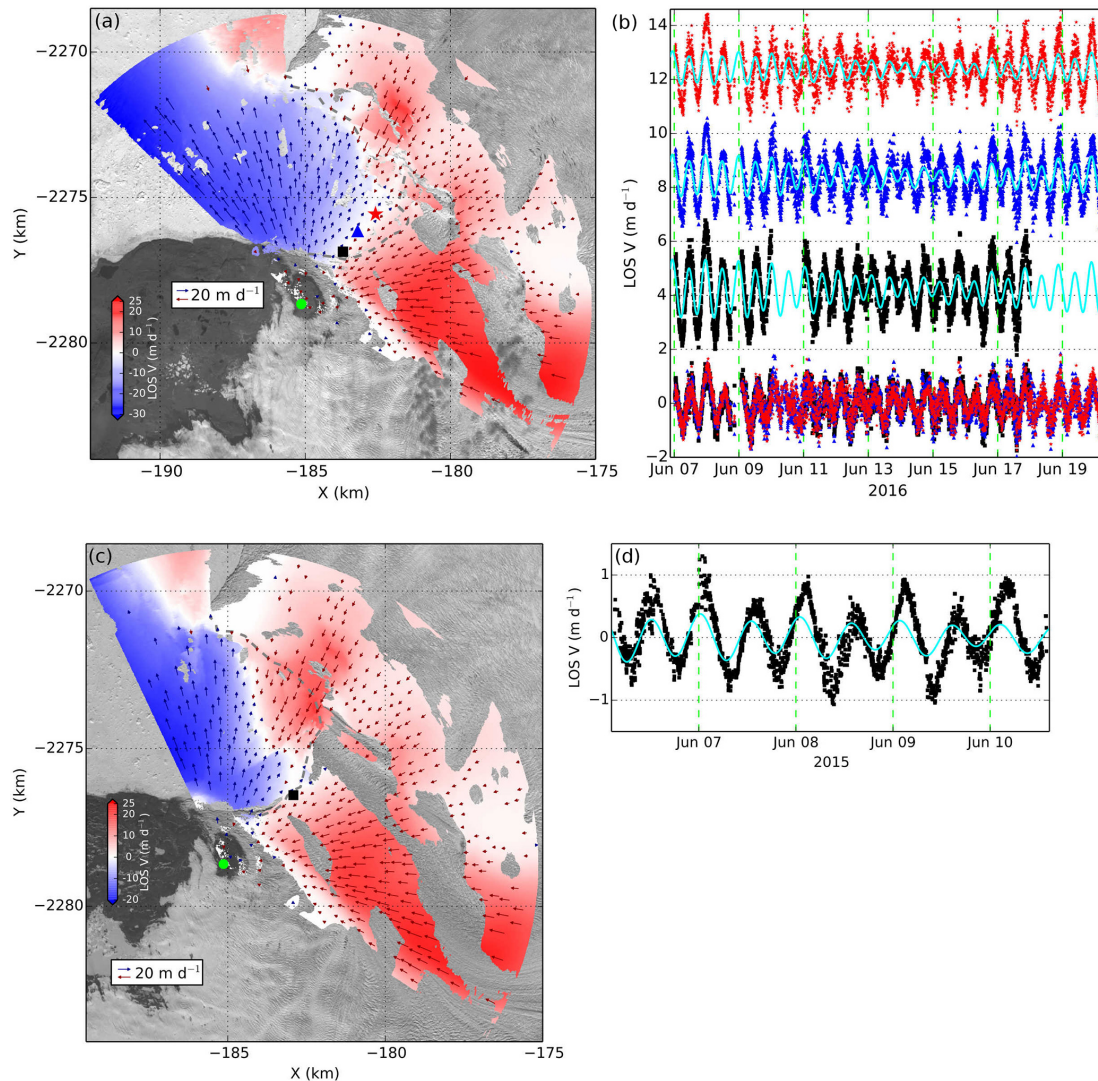 (a)
−2270
−2275
−2280
Y (km)
20 m d⁻¹
25
20
10
0
−10
−20
−30
LOS V (m d⁻¹)
−190
−185
−180
−175
X (km)
(b)
14
12
10
8
6
4
2
0
−2
LOS V (m d⁻¹)
Jun 07
Jun 09
Jun 11
Jun 13
Jun 15
Jun 17
Jun 19
2016
(c)
−2270
−2275
−2280
Y (km)
25
20
10
0
−10
−20
LOS V (m d⁻¹)
20 m d⁻¹
−185
−180
−175
X (km)
(d)
1
0
−1
LOS V (m d⁻¹)
Jun 07
Jun 08
Jun 09
Jun 10
2015